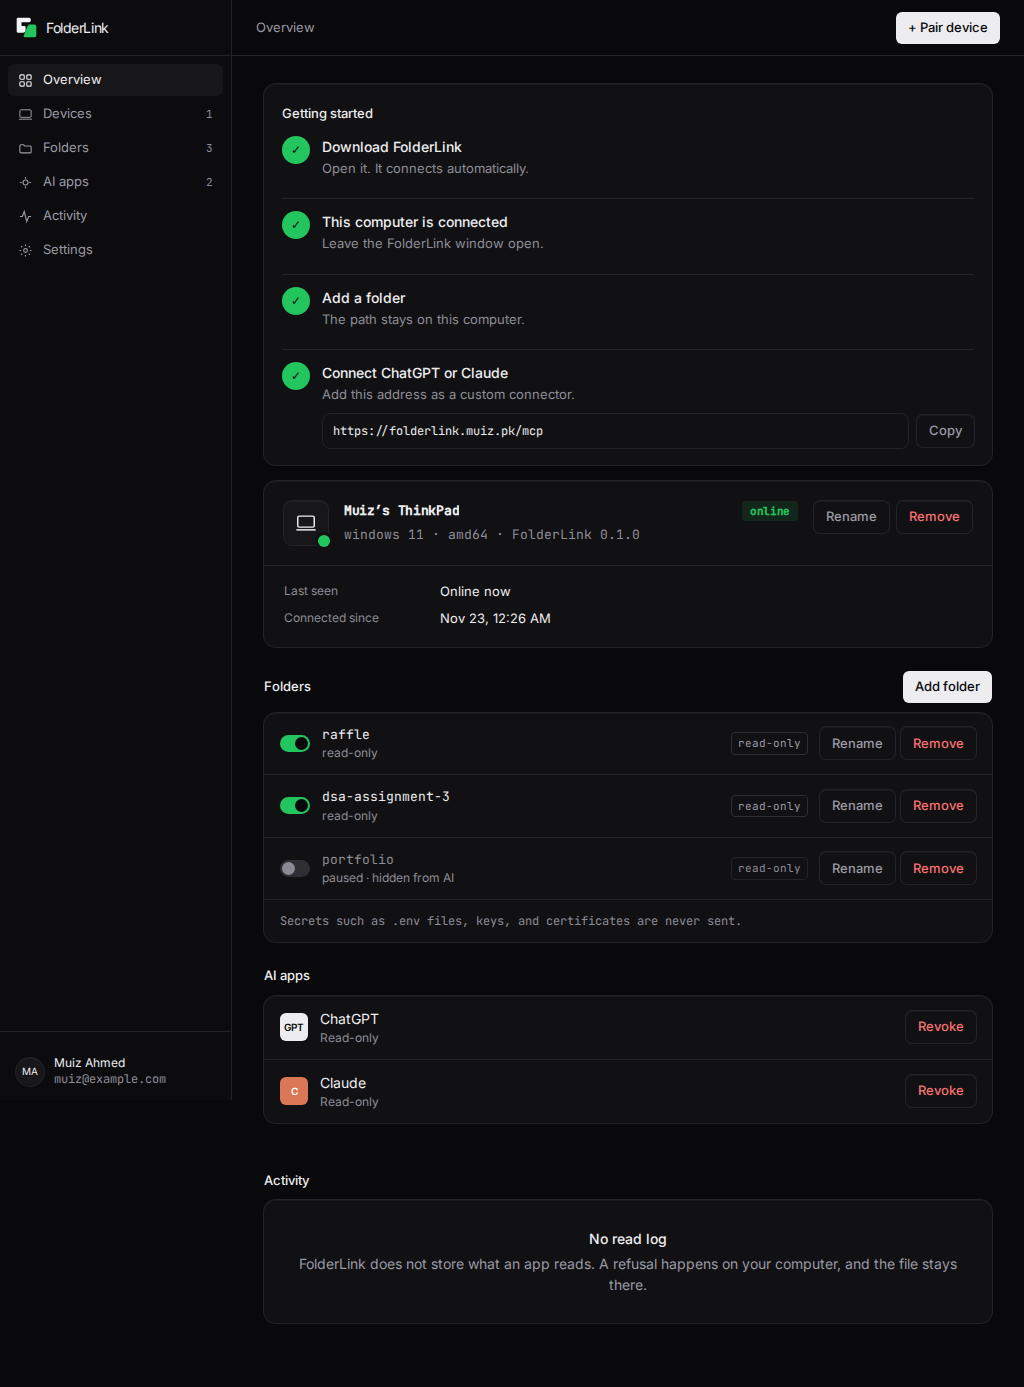 FolderLink
Overview
+ Pair device
Overview
Devices 1
Folders 3
AI apps 2
Activity
Settings
Getting started
✓ Download FolderLink
Open it. It connects automatically.
✓ This computer is connected
Leave the FolderLink window open.
✓ Add a folder
The path stays on this computer.
✓ Connect ChatGPT or Claude
Add this address as a custom connector.
https://folderlink.muiz.pk/mcp Copy
Muiz’s ThinkPad online Rename Remove
windows 11 · amd64 · FolderLink 0.1.0
Last seen Online now
Connected since Nov 23, 12:26 AM
Folders Add folder
raffle
read-only
read-only Rename Remove
dsa-assignment-3
read-only
read-only Rename Remove
portfolio
paused · hidden from AI
read-only Rename Remove
Secrets such as .env files, keys, and certificates are never sent.
AI apps
GPT ChatGPT
Read-only
Revoke
C Claude
Read-only
Revoke
Activity
No read log
FolderLink does not store what an app reads. A refusal happens on your computer, and the file stays
there.
MA Muiz Ahmed
muiz@example.com